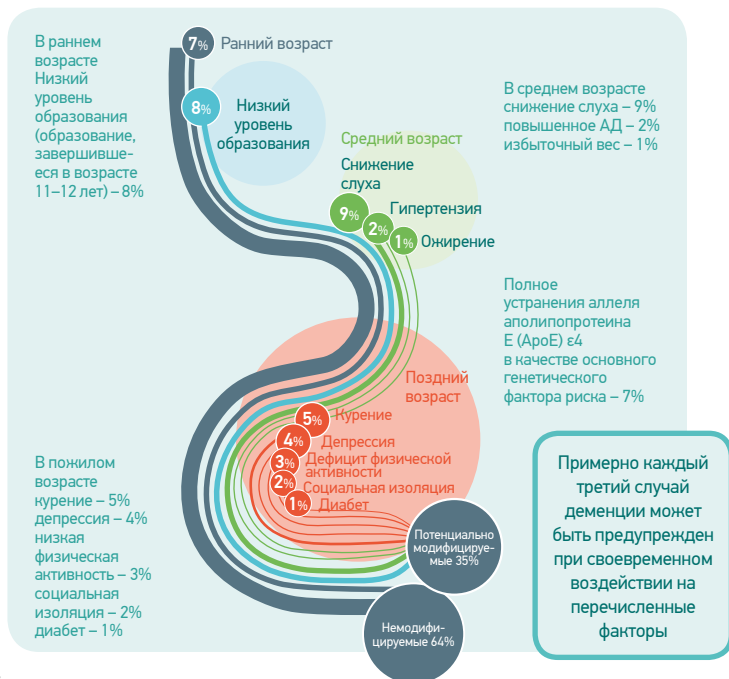 В раннем
возрасте
Низкий
уровень
образования
(образование,
завершивше-
еся в возрасте
11–12 лет) – 8%
7% Ранний возраст
8%
Низкий
уровень
образования
Средний возраст
Снижение
слуха
9%
Гипертензия
2%
1% Ожирение
В среднем возрасте
снижение слуха – 9%
повышенное АД – 2%
избыточный вес – 1%
Полное
устранения аллеля
аполипопротеина
Е (АроЕ) ε4
в качестве основного
генетического
фактора риска – 7%
Поздний
возраст
5% Курение
4% Депрессия
3% Дефицит физической
активности
2% Социальная изоляция
1% Диабет
В пожилом
возрасте
курение – 5%
депрессия – 4%
низкая
физическая
активность – 3%
социальная
изоляция – 2%
диабет – 1%
Потенциально
модифицируе-
мые 35%
Немодифи-
цируемые 64%
Примерно каждый
третий случай
деменции может
быть предупрежден
при своевременном
воздействии на
перечисленные
факторы